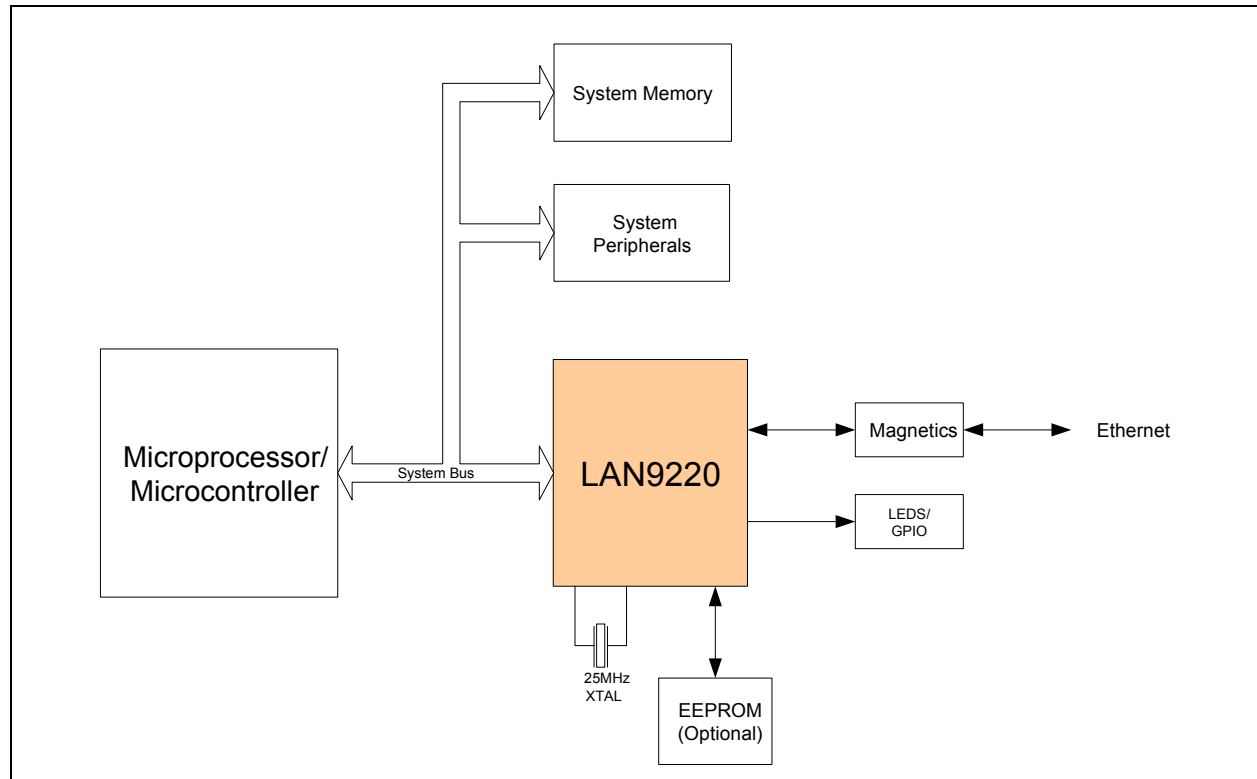 System Memory
System
Peripherals
Microprocessor/
Microcontroller
System Bus
LAN9220
Magnetics
Ethernet
LEDS/
GPIO
25MHz
XTAL
EEPROM
(Optional)